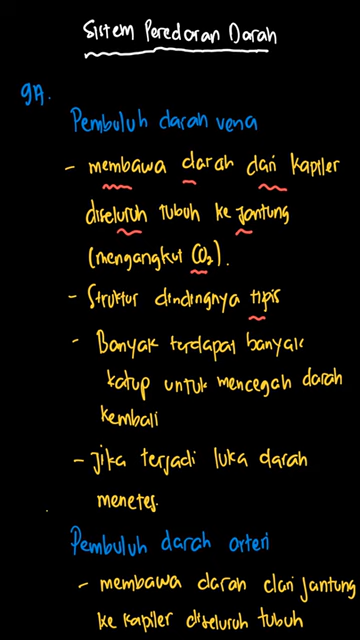 Sistem Peredaran Darah
9A.
Pembuluh darah vena
- membawa darah dari kapiler
diseluruh tubuh ke jantung
(mengangkut CO₂).
- Struktur dindingnya tipis
- Banyak terdapat banyak
katup untuk mencegah darah
kembali
- Jika terjadi luka darah
menetes.
Pembuluh darah arteri
- membawa darah dari jantung
ke kapiler diseluruh tubuh